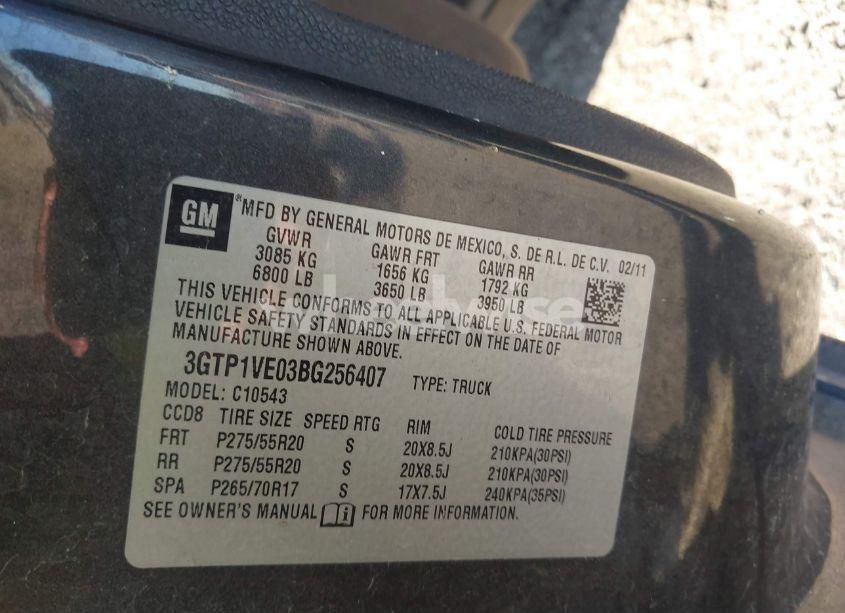 GM
®MFD BY GENERAL MOTORS DE MEXICO, S. DE R.L. DE C.V. 02/11
GVWR GAWR FRT GAWR RR
3085 KG 1656 KG 1792 KG
6800 LB 3650 LB 3950 LB
THIS VEHICLE CONFORMS TO ALL APPLICABLE U.S. FEDERAL MOTOR
VEHICLE SAFETY STANDARDS IN EFFECT ON THE DATE OF
MANUFACTURE SHOWN ABOVE.
3GTP1VE03BG256407 TYPE: TRUCK
MODEL: C10543
CCD8 TIRE SIZE SPEED RTG RIM COLD TIRE PRESSURE
FRT P275/55R20 S 20X8.5J 210KPA(30PSI)
RR P275/55R20 S 20X8.5J 210KPA(30PSI)
SPA P265/70R17 S 17X7.5J 240KPA(35PSI)
SEE OWNER'S MANUAL FOR MORE INFORMATION.